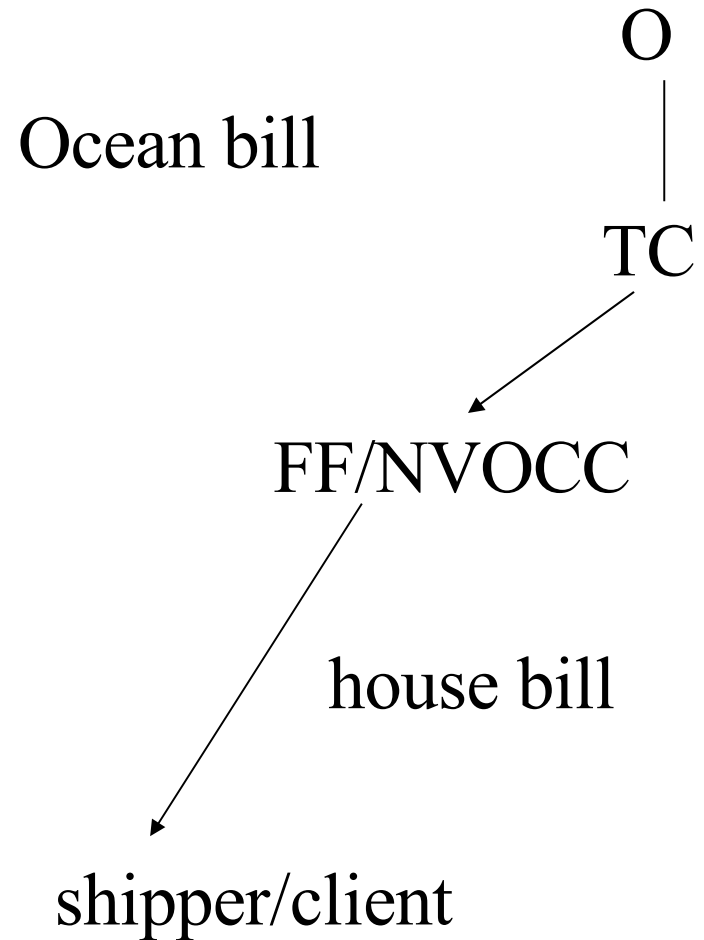 O
Ocean bill
TC
FF/NVOCC
house bill
shipper/client